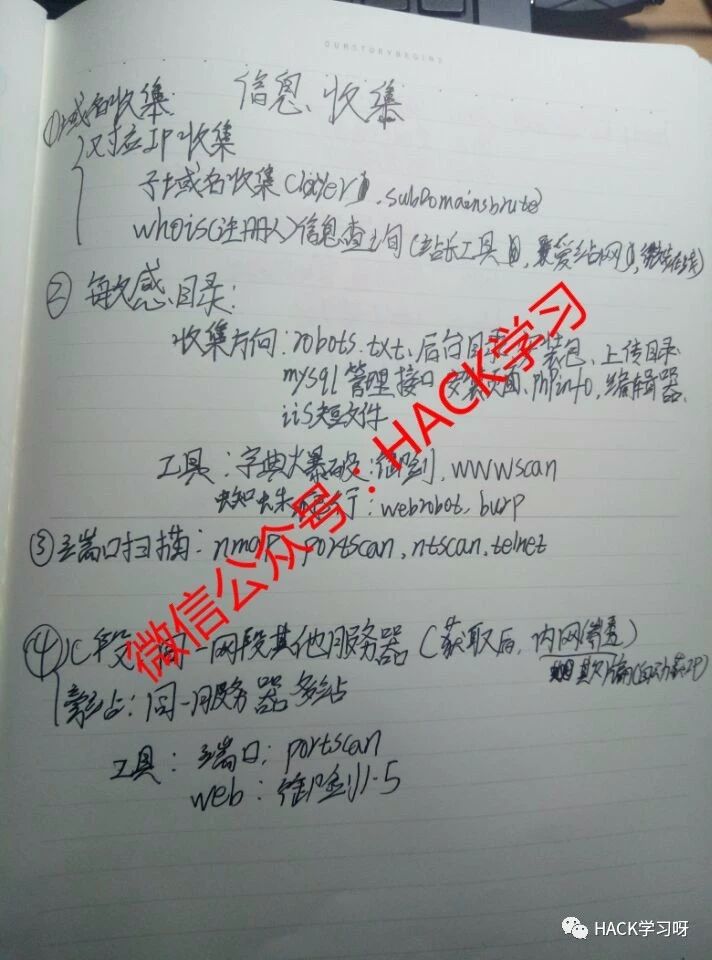 OURSTORYBEGINS
信息收集
①域名收集
对应IP收集
子域名收集(layer、subDomainsbrute)
whois(注册人)信息查询(站长工具、爱站网、
②敏感目录:
收集方向:robots.txt、后台目录、安装包、上传目录、
mysql管理接口、安装页面、phpinfo、编辑器、
iis短文件
工具:字典爆破:御剑、wwwscan
蜘蛛爬行:webrobot、burp
③端口扫描:nmap、portscan、ntscan、telnet
④C段:同一网段其他服务器(获取后,内网渗透)
旁站:同一服务器多站
工具:端口:portscan
web:御剑1.5
微信公众号:HACK学习
HACK学习呀